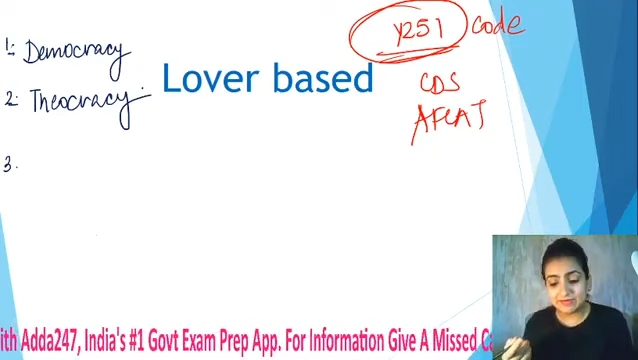 1. Democracy
2. Theocracy.
3.
Lover based
Y251 code
CDS
AFCAT
ith Adda247, India's #1 Govt Exam Prep App. For Information Give A Missed Ca